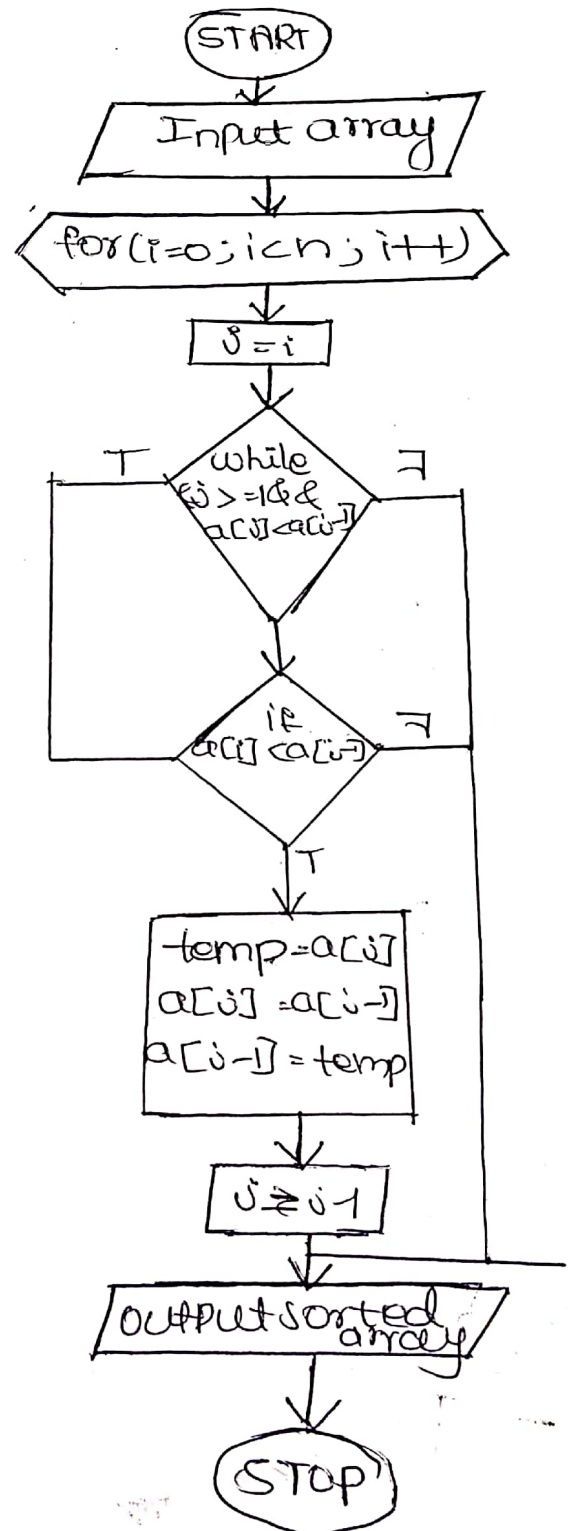 START
Input array
for(i=0; i<n; i++)
j=i
T
while
(j>=1&&
a[j]<a[j-1]
F
if
a[j]<a[j-1]
F
T
temp=a[j]
a[j]=a[j-1]
a[j-1]=temp
j=j-1
output sorted
array
STOP